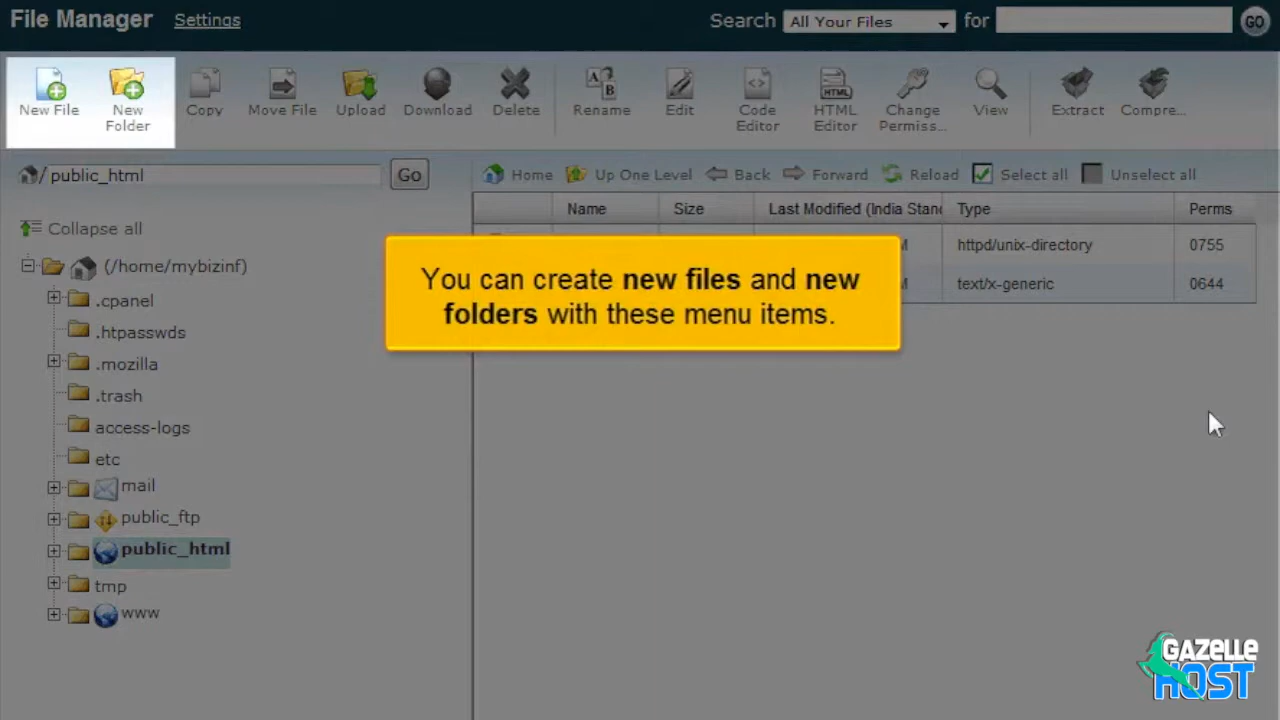 File Manager Settings Search All Your Files for GO
New File New Folder Copy Move File Upload Download Delete Rename Edit Code Editor HTML Editor Change Permiss... View Extract Compre...
/ public_html Go Home Up One Level Back Forward Reload Select all Unselect all
Name Size Last Modified (India Stand Type Perms
Collapse all
httpd/unix-directory 0755
(/home/mybizinf)
text/x-generic 0644
You can create new files and new
folders with these menu items.
.cpanel
.htpasswds
.mozilla
.trash
access-logs
etc
mail
public_ftp
public_html
tmp
www
GAZELLE
HOST